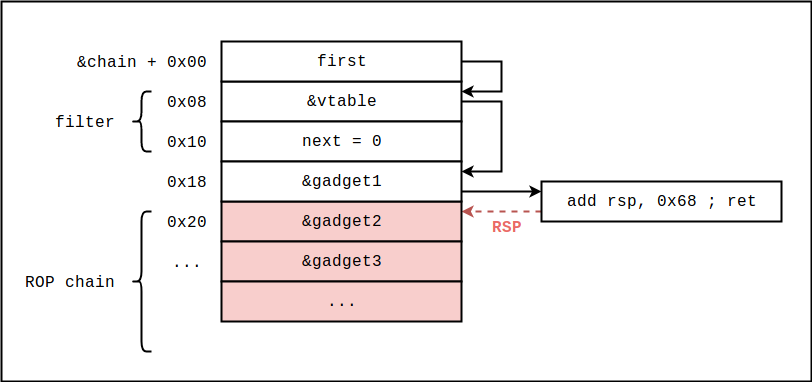 &chain + 0x00 first
0x08 &vtable
filter
0x10 next = 0
0x18 &gadget1
add rsp, 0x68 ; ret
0x20 &gadget2
RSP
... &gadget3
ROP chain
...